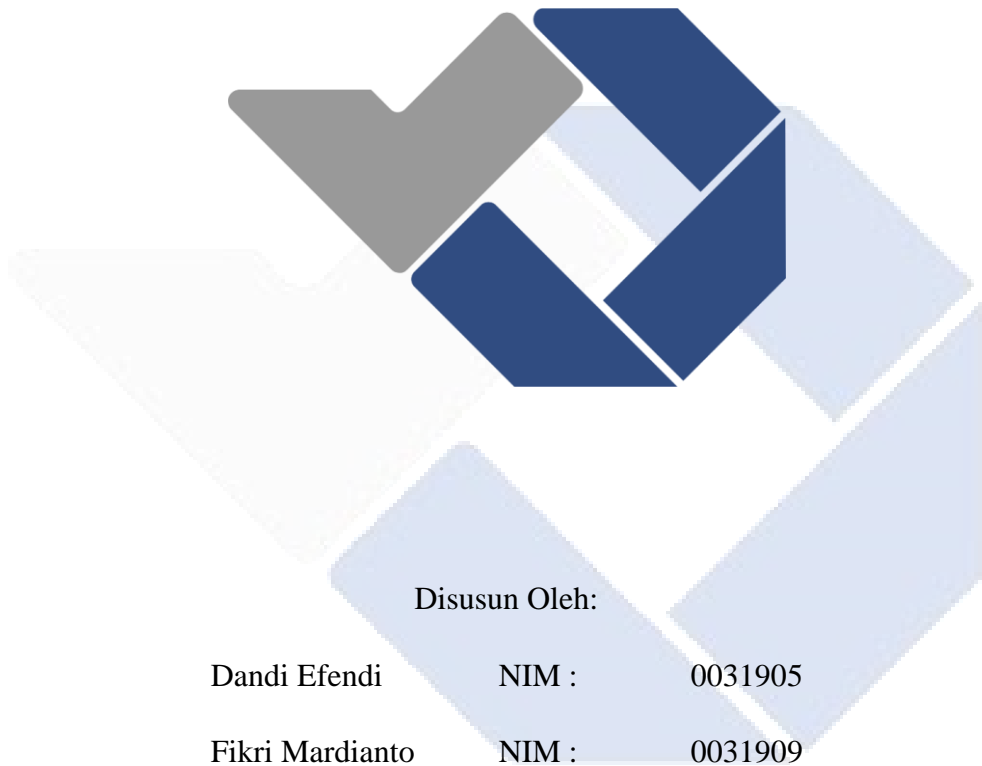 Disusun Oleh:
Dandi Efendi NIM : 0031905
Fikri Mardianto NIM : 0031909